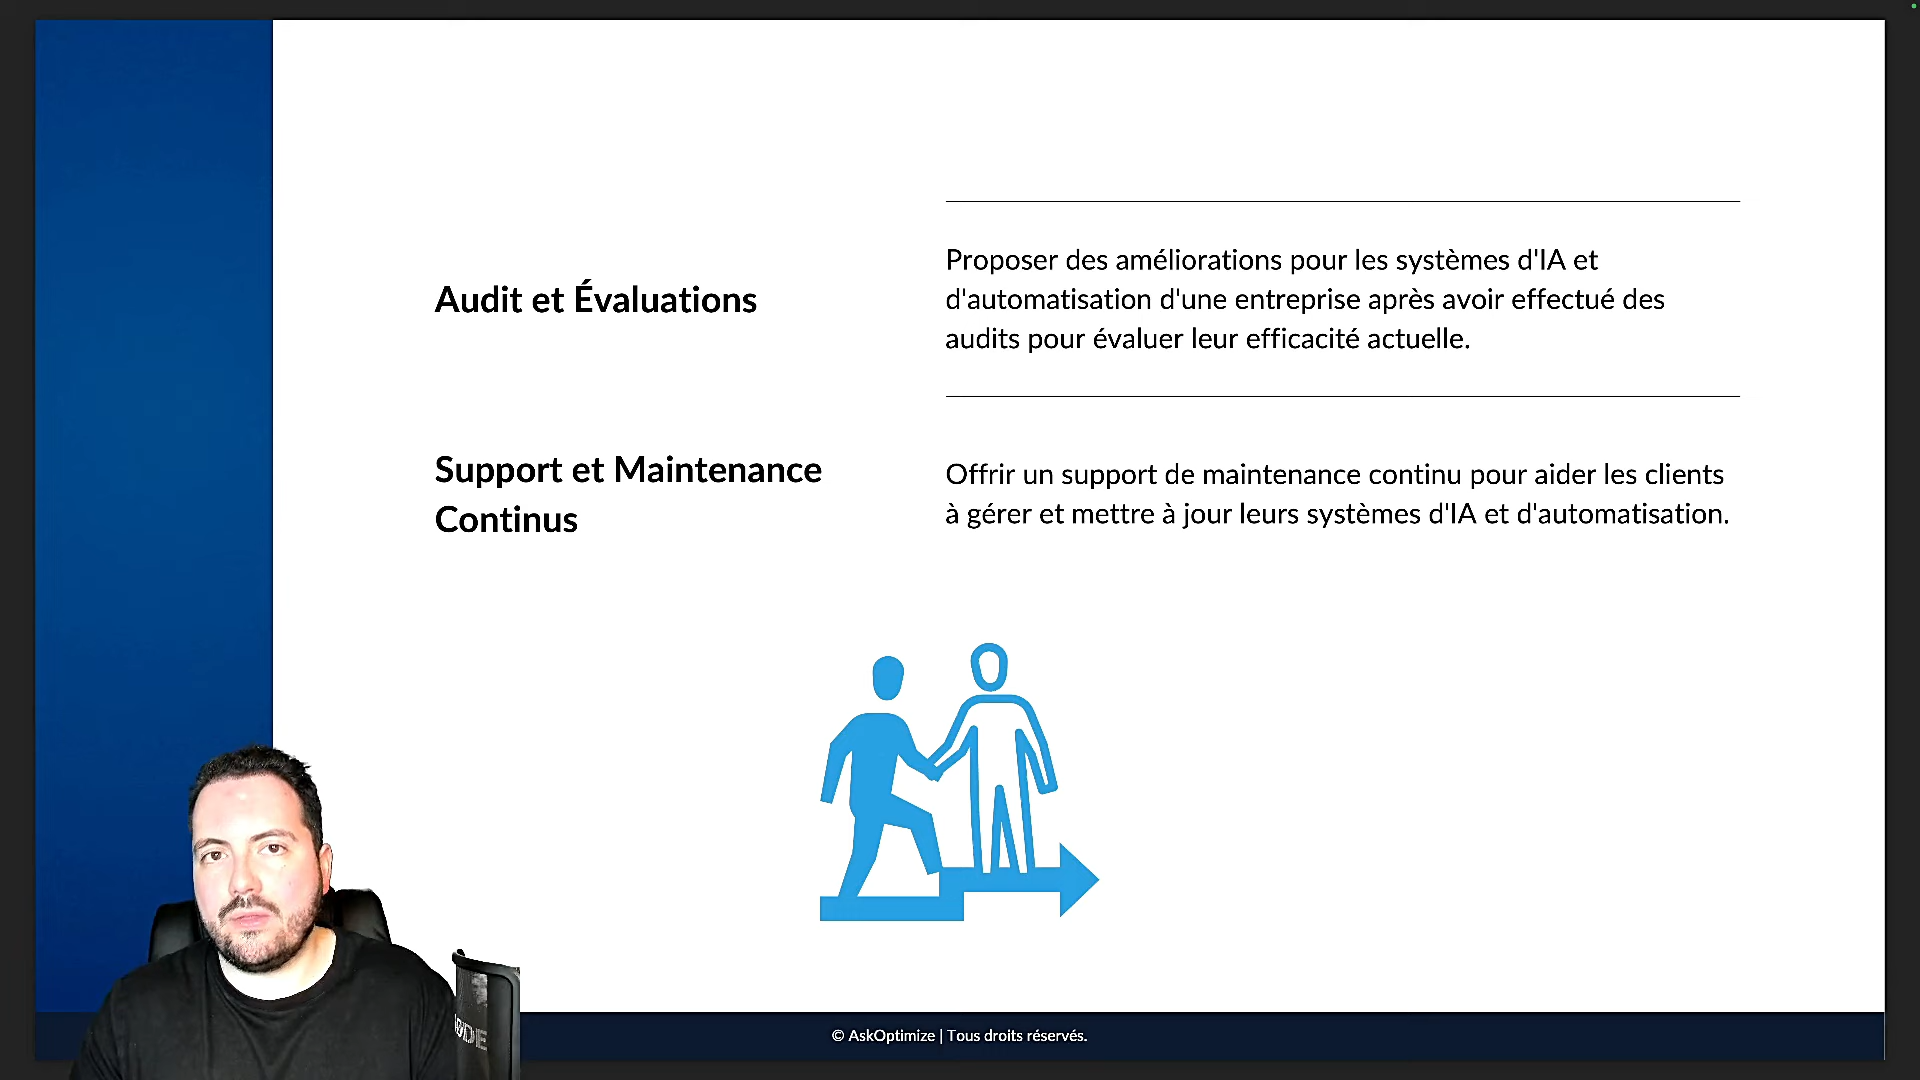 Audit et Évaluations
Proposer des améliorations pour les systèmes d'IA et
d'automatisation d'une entreprise après avoir effectué des
audits pour évaluer leur efficacité actuelle.
Support et Maintenance
Continus
Offrir un support de maintenance continu pour aider les clients
à gérer et mettre à jour leurs systèmes d'IA et d'automatisation.
© AskOptimize | Tous droits réservés.